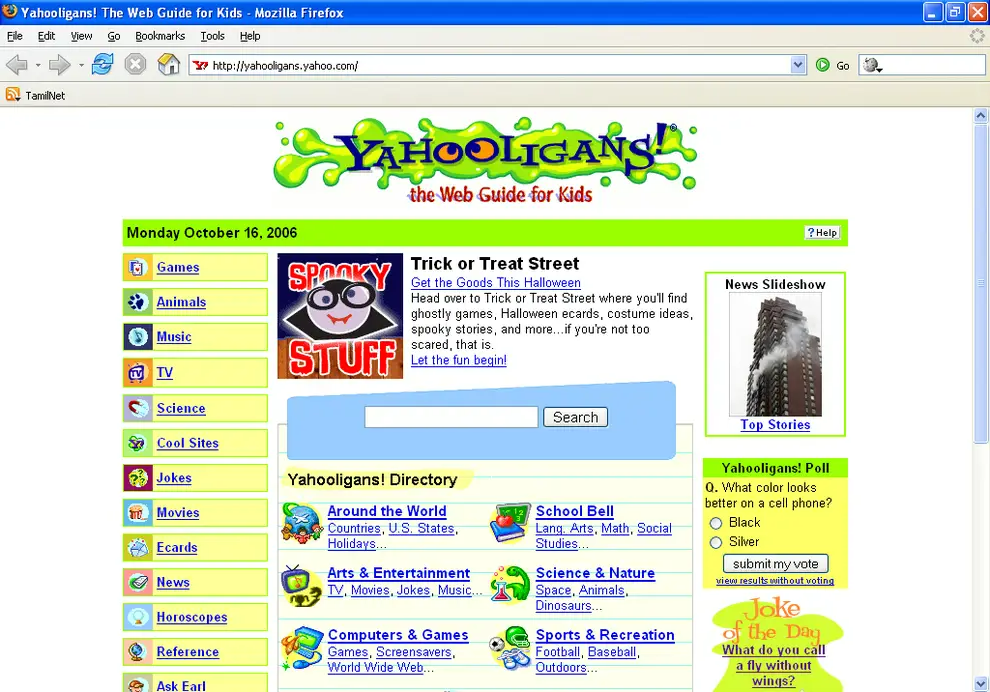 Yahooligans! The Web Guide for Kids - Mozilla Firefox
File Edit View Go Bookmarks Tools Help
http://yahooligans.yahoo.com/ Go
TamilNet
YAHOOLIGANS! ®
the Web Guide for Kids
Monday October 16, 2006
? Help
Games
Animals
Music
TV
Science
Cool Sites
Jokes
Movies
Ecards
News
Horoscopes
Reference
Ask Earl
SPOOKY
STUFF
Trick or Treat Street
Get the Goods This Halloween
Head over to Trick or Treat Street where you'll find
ghostly games, Halloween ecards, costume ideas,
spooky stories, and more...if you're not too
scared, that is.
Let the fun begin!
Search
Yahooligans! Directory
Around the World
Countries, U.S. States,
Holidays...
School Bell
Lang. Arts, Math, Social
Studies...
Arts & Entertainment
TV, Movies, Jokes, Music...
Science & Nature
Space, Animals,
Dinosaurs...
Computers & Games
Games, Screensavers,
World Wide Web...
Sports & Recreation
Football, Baseball,
Outdoors...
News Slideshow
Top Stories
Yahooligans! Poll
Q. What color looks
better on a cell phone?
Black
Silver
submit my vote
view results without voting
Joke
of the Day
What do you call
a fly without
wings?